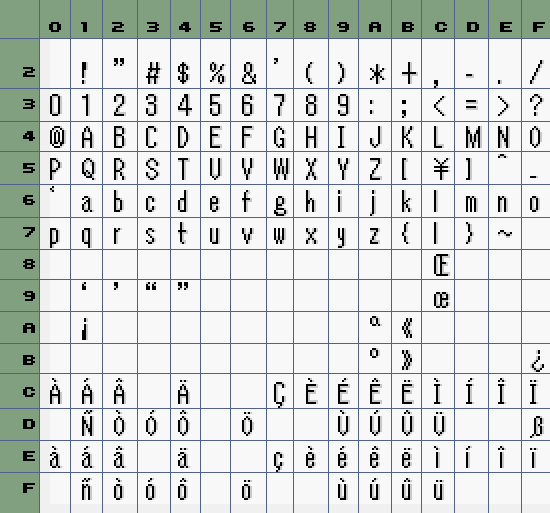 0 1 2 3 4 5 6 7 8 9 A B C D E F
2 ! ” # $ % & ’ ( ) * + , - . /
3 0 1 2 3 4 5 6 7 8 9 : ; < = > ?
4 @ A B C D E F G H I J K L M N O
5 P Q R S T U V W X Y Z [ ¥ ] ^ _
6 ‘ a b c d e f g h i j k l m n o
7 p q r s t u v w x y z { | } ~
8 Œ
9 ‘ ’ “ ” œ
A ¡ ª «
B º » ¿
C À Á Â Ä Ç È É Ê Ë Ì Í Î Ï
D Ñ Ò Ó Ô Ö Ù Ú Û Ü ß
E à á â ä ç è é ê ë ì í î ï
F ñ ò ó ô ö ù ú û ü